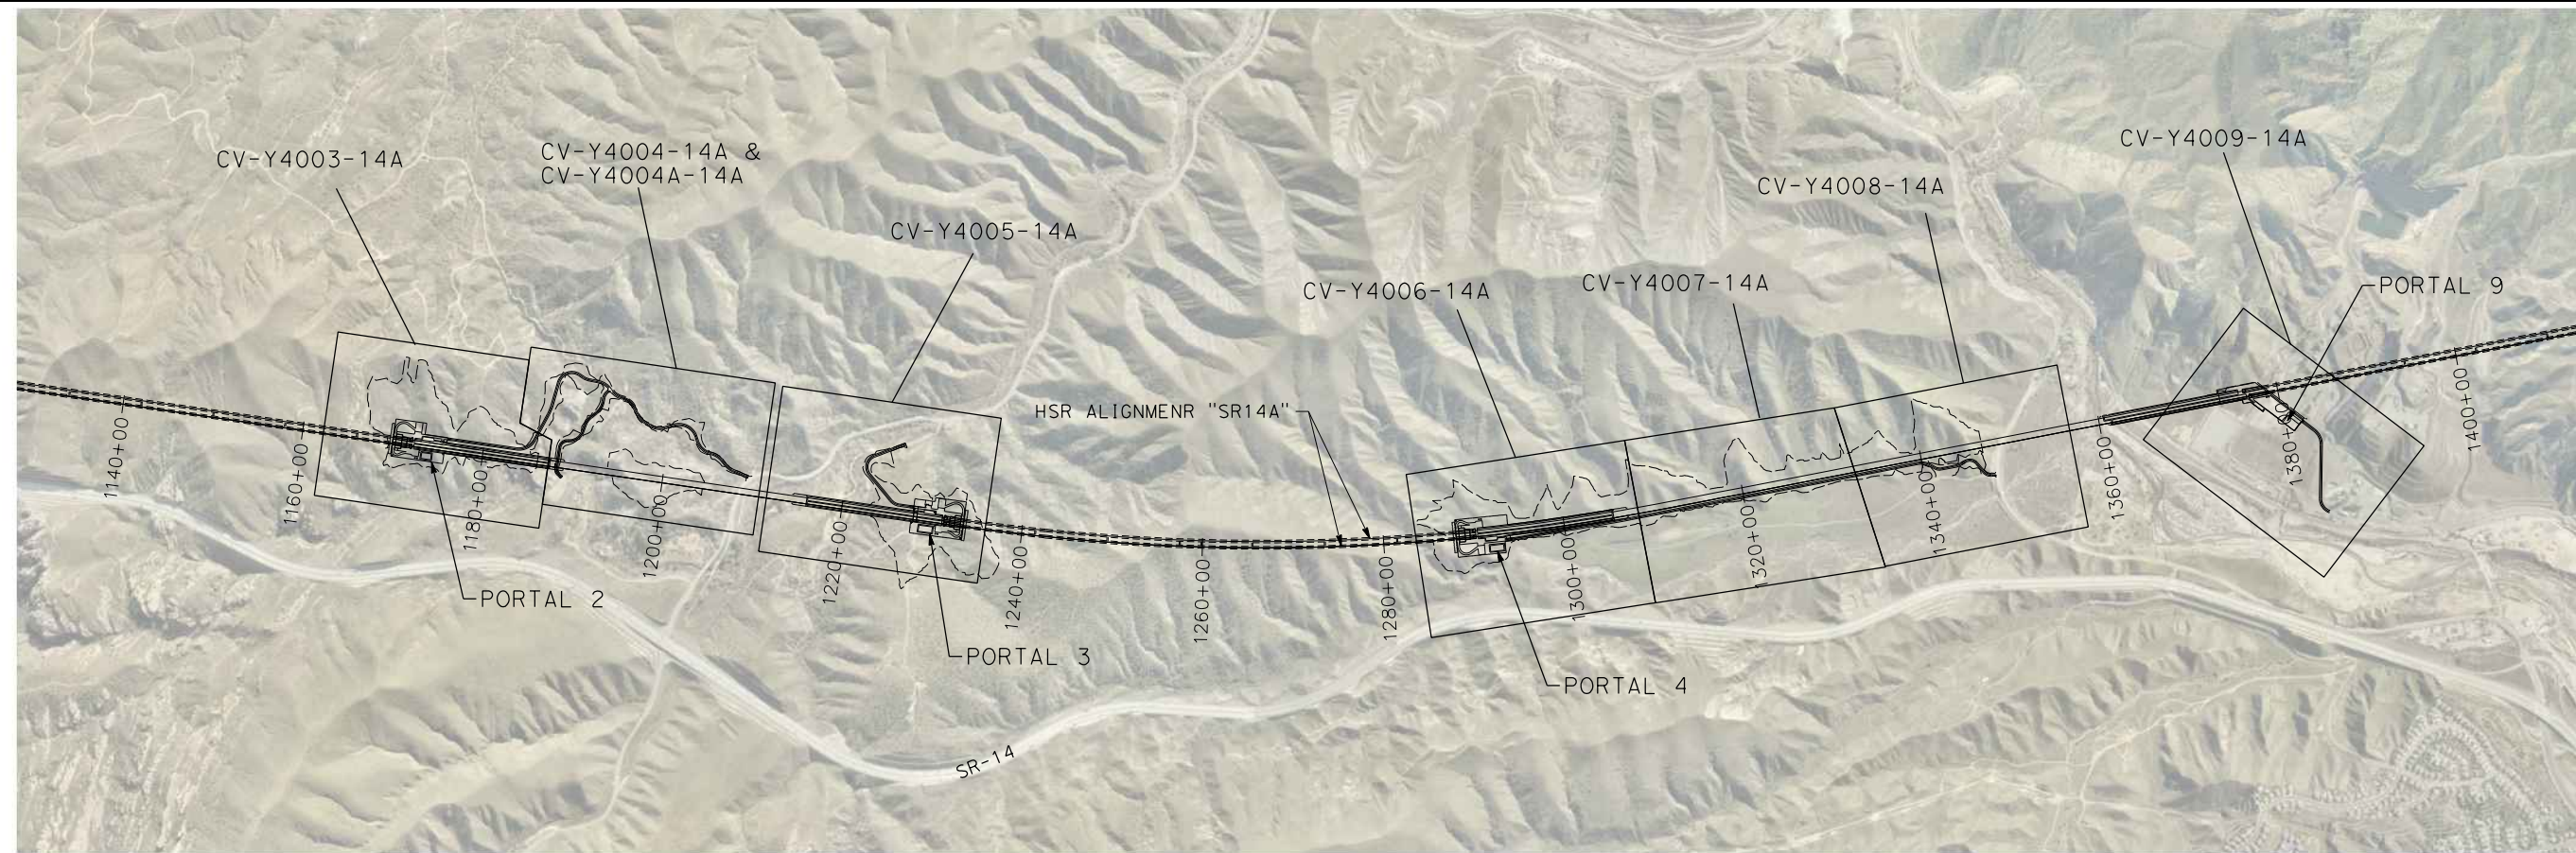 CV-Y4003-14A
CV-Y4004-14A &
CV-Y4004A-14A
CV-Y4005-14A
CV-Y4006-14A
CV-Y4007-14A
CV-Y4008-14A
CV-Y4009-14A
PORTAL 9
HSR ALIGNMENR "SR14A"
1140+00
1160+00
1180+00
1200+00
1220+00
1240+00
1260+00
1280+00
1300+00
1320+00
1340+00
1360+00
1380+00
1400+00
PORTAL 2
PORTAL 3
PORTAL 4
SR-14